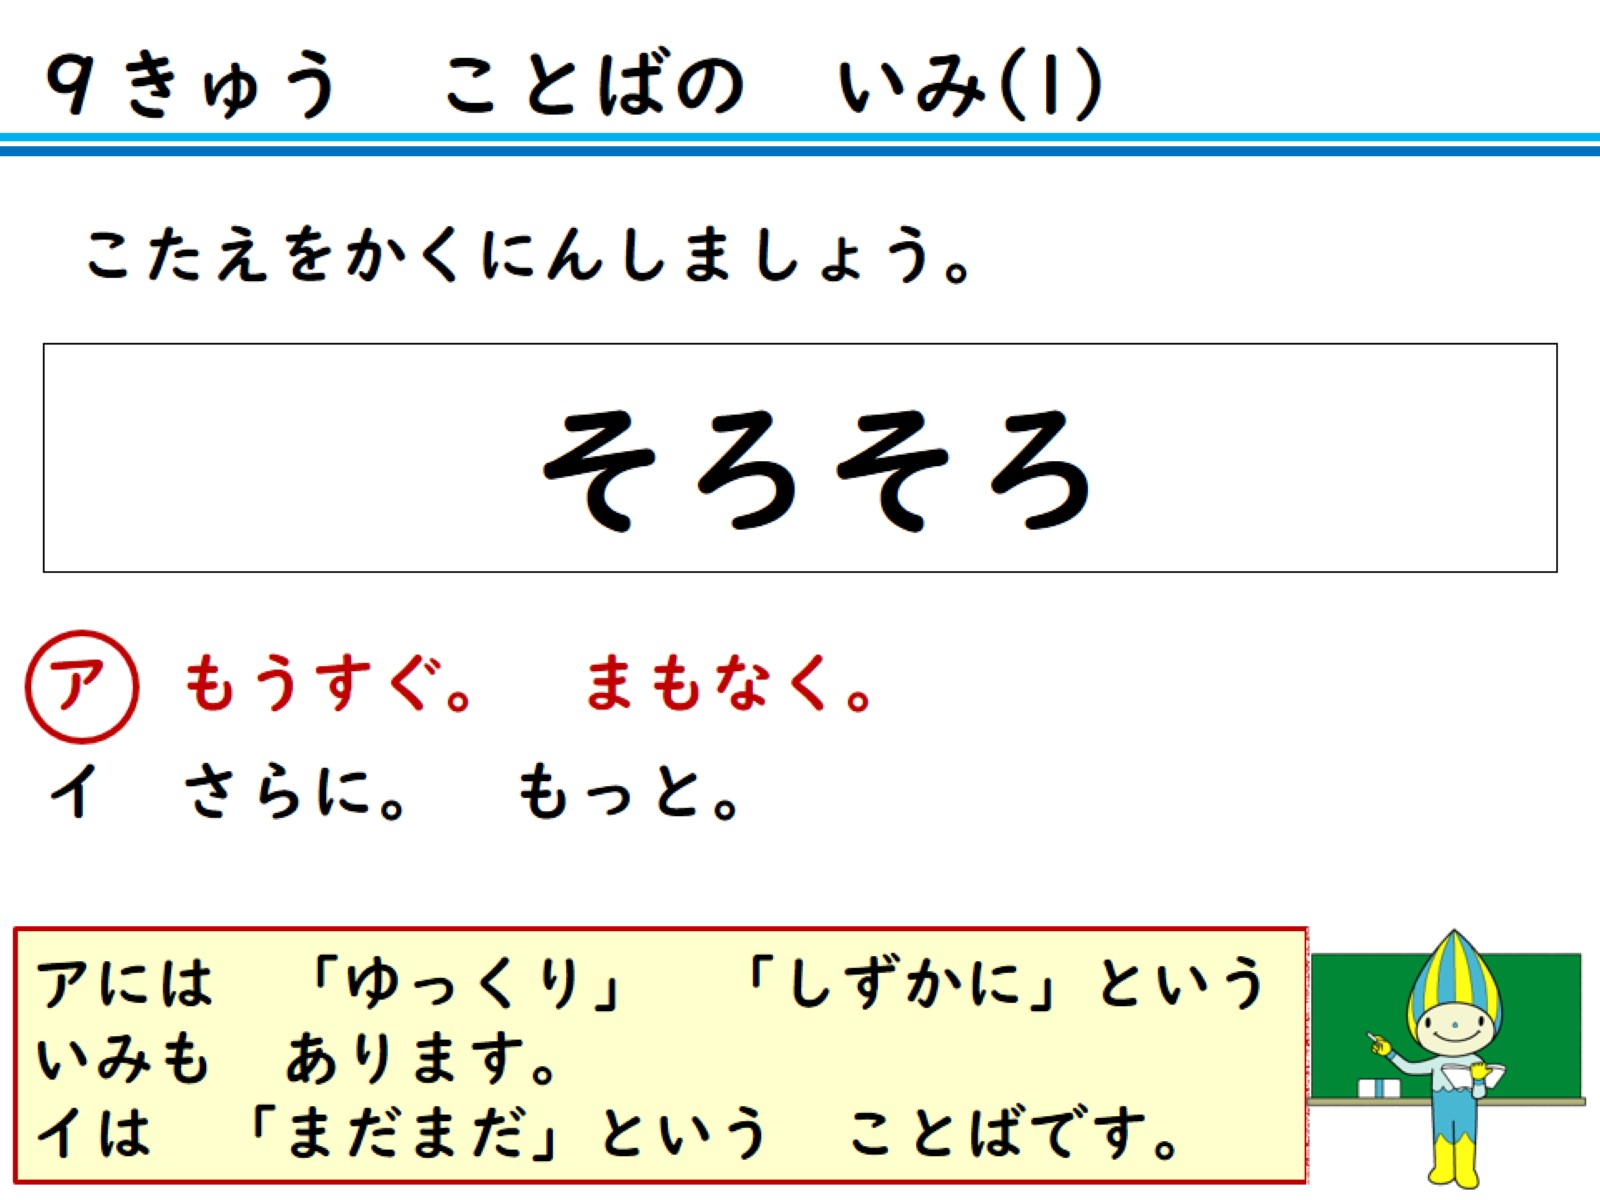 ９きゅう　ことばの　いみ(1)
こたえをかくにんしましょう。
そろそろ
ア　もうすぐ。　まもなく。
イ　さらに。　もっと。
アには　「ゆっくり」　「しずかに」という
いみも　あります。
イは　「まだまだ」という　ことばです。